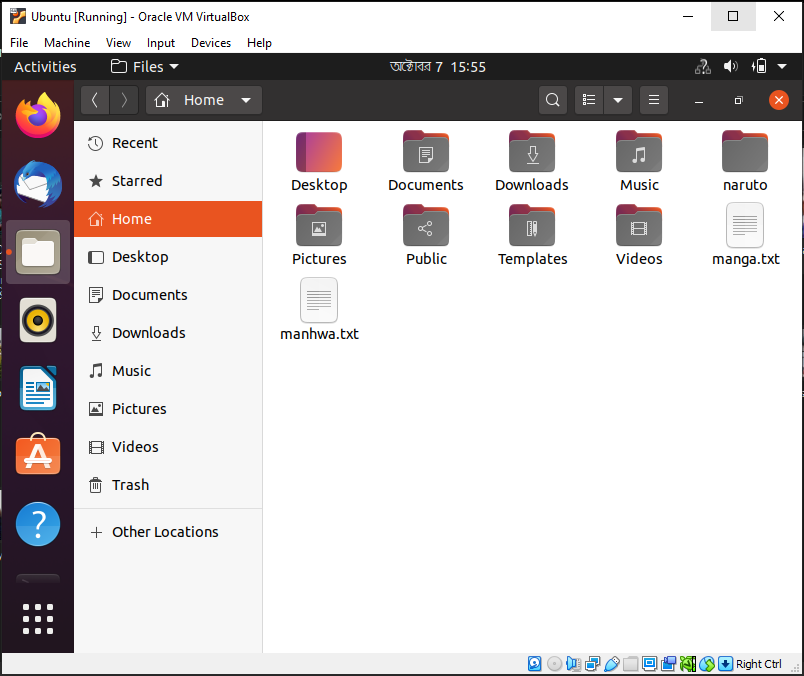 Ubuntu [Running] - Oracle VM VirtualBox
File Machine View Input Devices Help
Activities Files অক্টোবর 7 15:55
Home
Recent
Starred
Home
Desktop
Documents
Downloads
Music
Pictures
Videos
Trash
Other Locations
Desktop Documents Downloads Music naruto
Pictures Public Templates Videos manga.txt
manhwa.txt
Right Ctrl